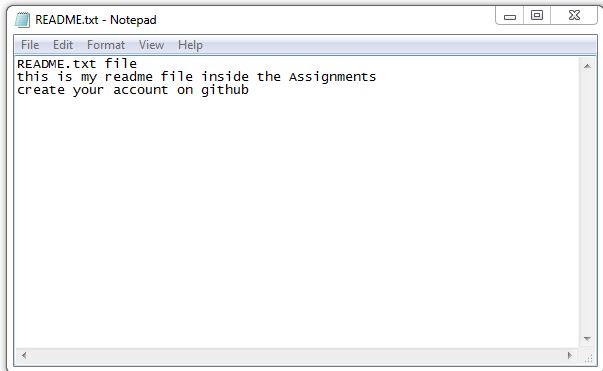 README.txt - Notepad
File Edit Format View Help
README.txt file
this is my readme file inside the Assignments
create your account on github